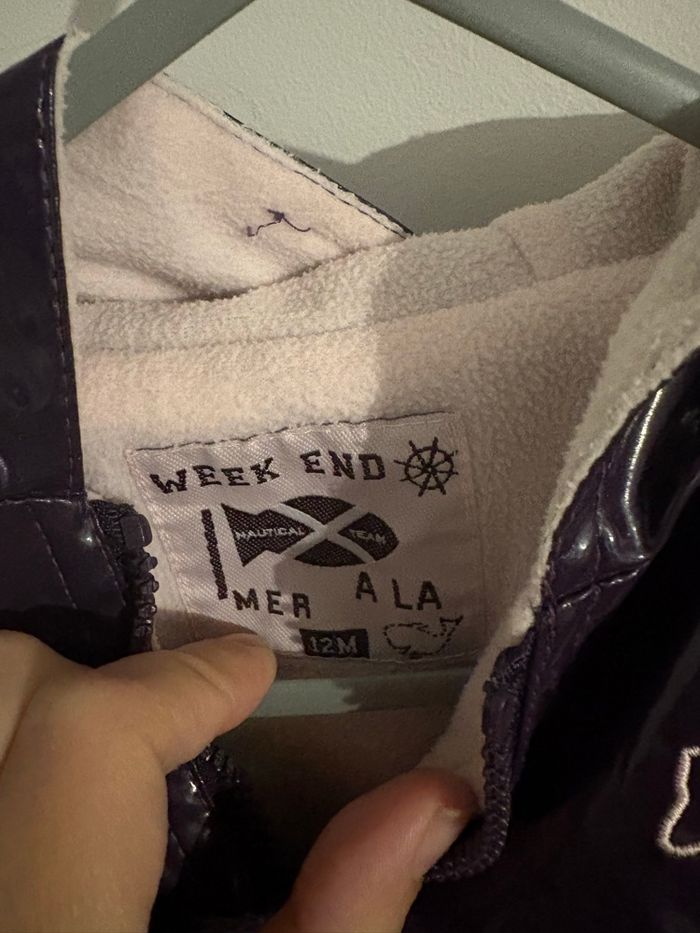 WEEK END
NAUTICAL TEAM
MER À LA
12M